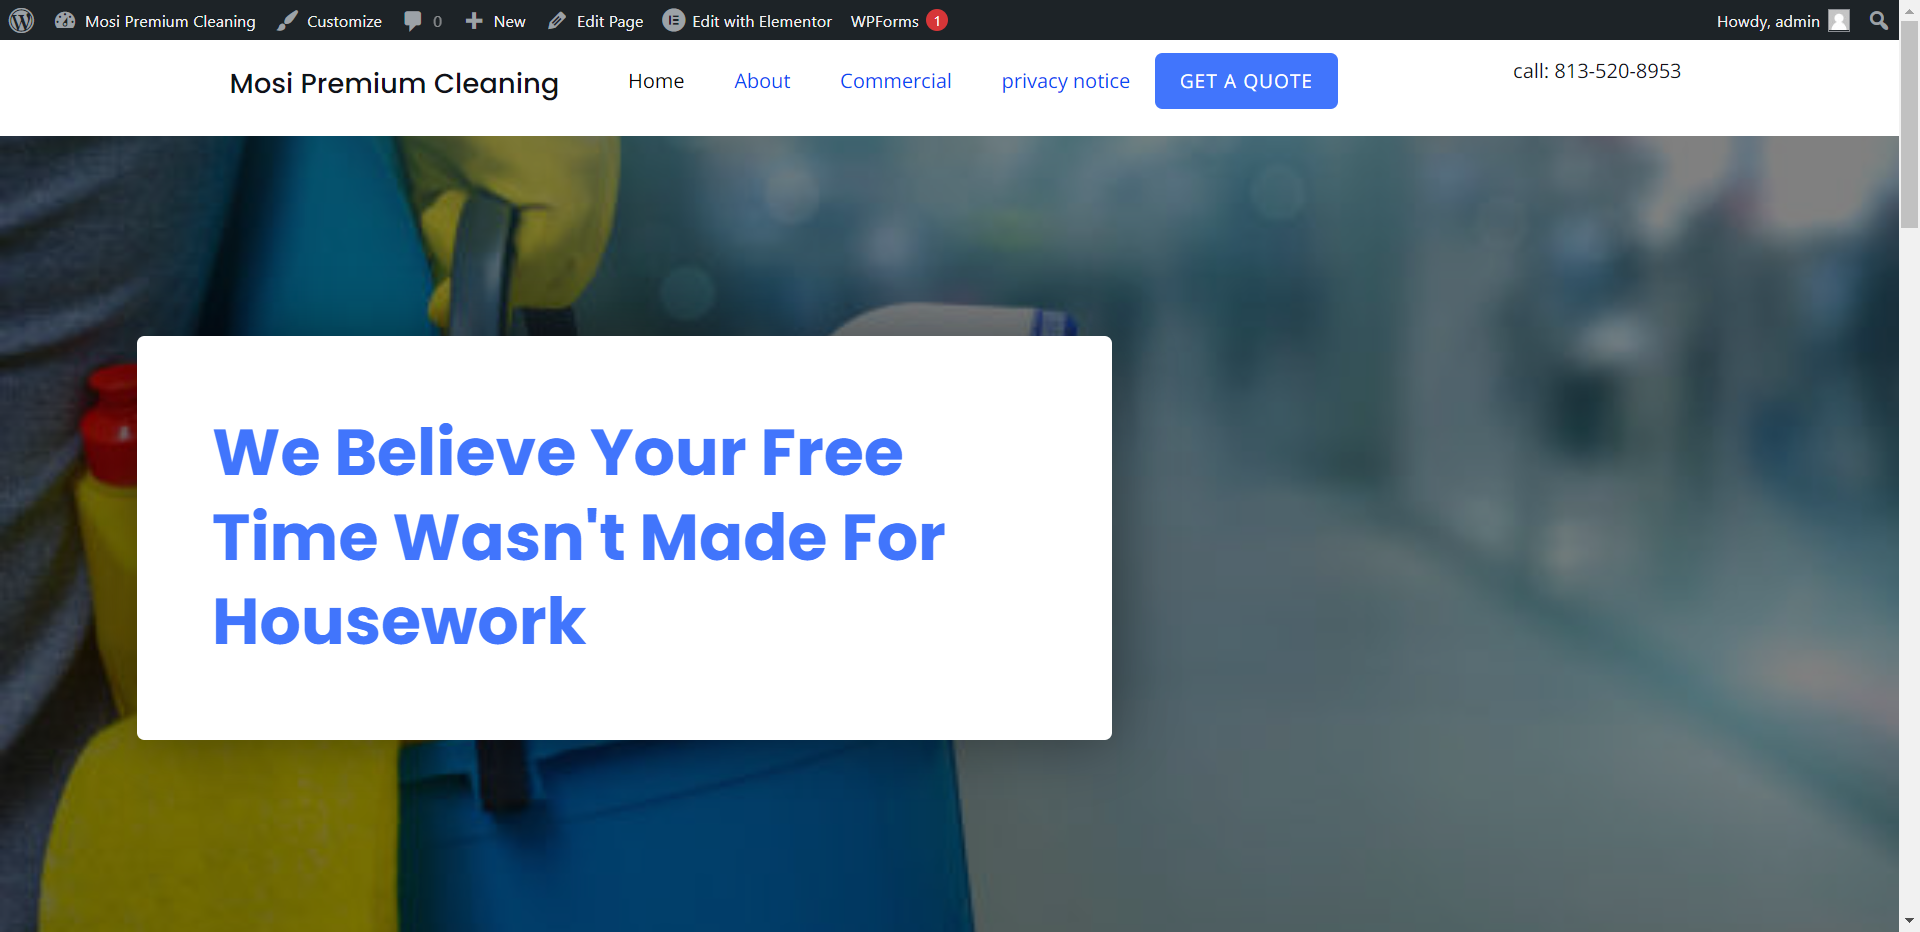 Mosi Premium Cleaning Customize 0 New Edit Page Edit with Elementor WPForms 1 Howdy, admin
Mosi Premium Cleaning Home About Commercial privacy notice GET A QUOTE call: 813-520-8953
We Believe Your Free
Time Wasn't Made For
Housework